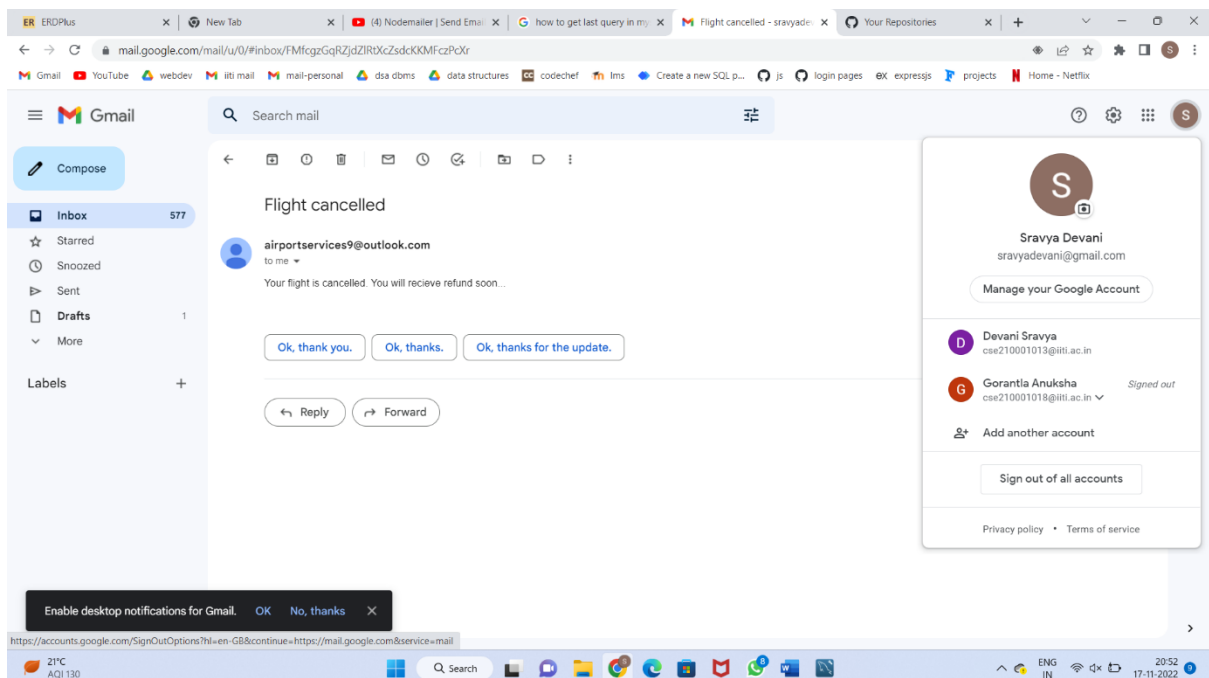 ER ERDPlus
New Tab
(4) Nodemailer | Send Emai
how to get last query in my
Flight cancelled - sravyade
Your Repositories
mail.google.com/mail/u/0/#inbox/FMfcgzGqRZjdZlRtXcZsdcKKMFczPcXr
S
Gmail YouTube webdev iiti mail mail-personal dsa dbms data structures CC codechef lms Create a new SQL p... js login pages ex expressjs projects Home - Netflix
Gmail
Search mail
S
Compose
Inbox 577
Starred
Snoozed
Sent
Drafts 1
More
Labels
Flight cancelled
airportservices9@outlook.com
to me
Your flight is cancelled. You will recieve refund soon...
Ok, thank you. Ok, thanks. Ok, thanks for the update.
Reply Forward
S
Sravya Devani
sravyadevani@gmail.com
Manage your Google Account
D Devani Sravya
cse210001013@iiti.ac.in
G Gorantla Anuksha Signed out
cse210001018@iiti.ac.in
Add another account
Sign out of all accounts
Privacy policy • Terms of service
Enable desktop notifications for Gmail. OK No, thanks
https://accounts.google.com/SignOutOptions?hl=en-GB&continue=https://mail.google.com&service=mail
21°C
AQI 130
Search
8
ENG
IN
20:52
17-11-2022
9